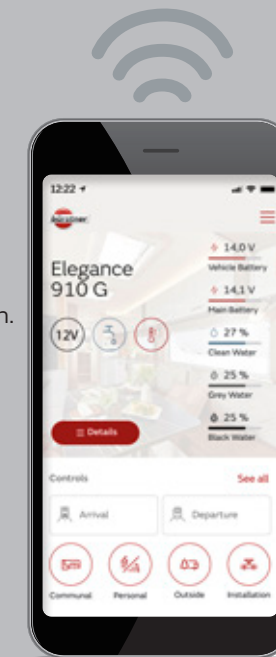 12:22
bürstner
Elegance
910 G
n.
12V
Details
14,0 V
Vehicle Battery
14,1 V
Main Battery
27 %
Clean Water
25 %
Grey Water
25 %
Black Water
Controls
See all
Arrival
Departure
Communal
Personal
Outside
Installation